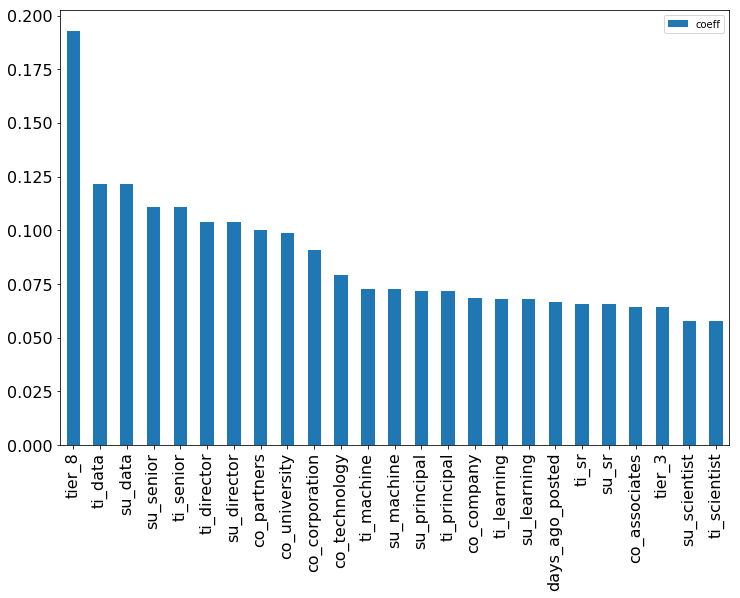 0.200
0.175
0.150
0.125
0.100
0.075
0.050
0.025
0.000
coeff
tier_8
ti_data
su_data
su_senior
ti_senior
ti_director
su_director
co_partners
co_university
co_corporation
co_technology
ti_machine
su_machine
su_principal
ti_principal
co_company
ti_learning
su_learning
days_ago_posted
ti_sr
su_sr
co_associates
tier_3
su_scientist
ti_scientist